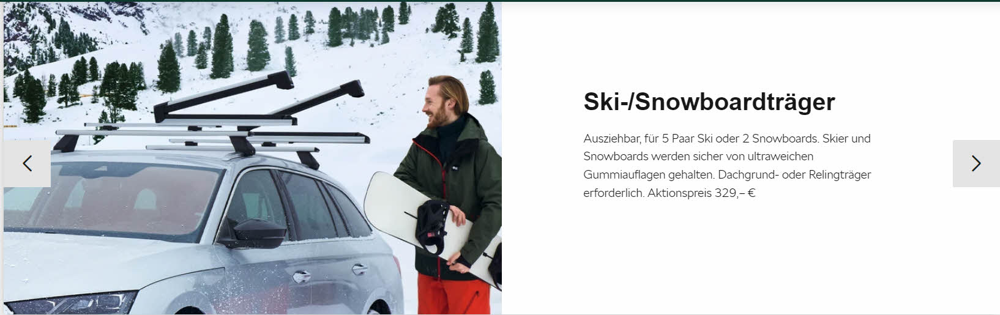 Ski-/Snowboardträger
Ausziehbar, für 5 Paar Ski oder 2 Snowboards. Skier und
Snowboards werden sicher von ultraweichen
Gummiauflagen gehalten. Dachgrund- oder Relingträger
erforderlich. Aktionspreis 329,– €